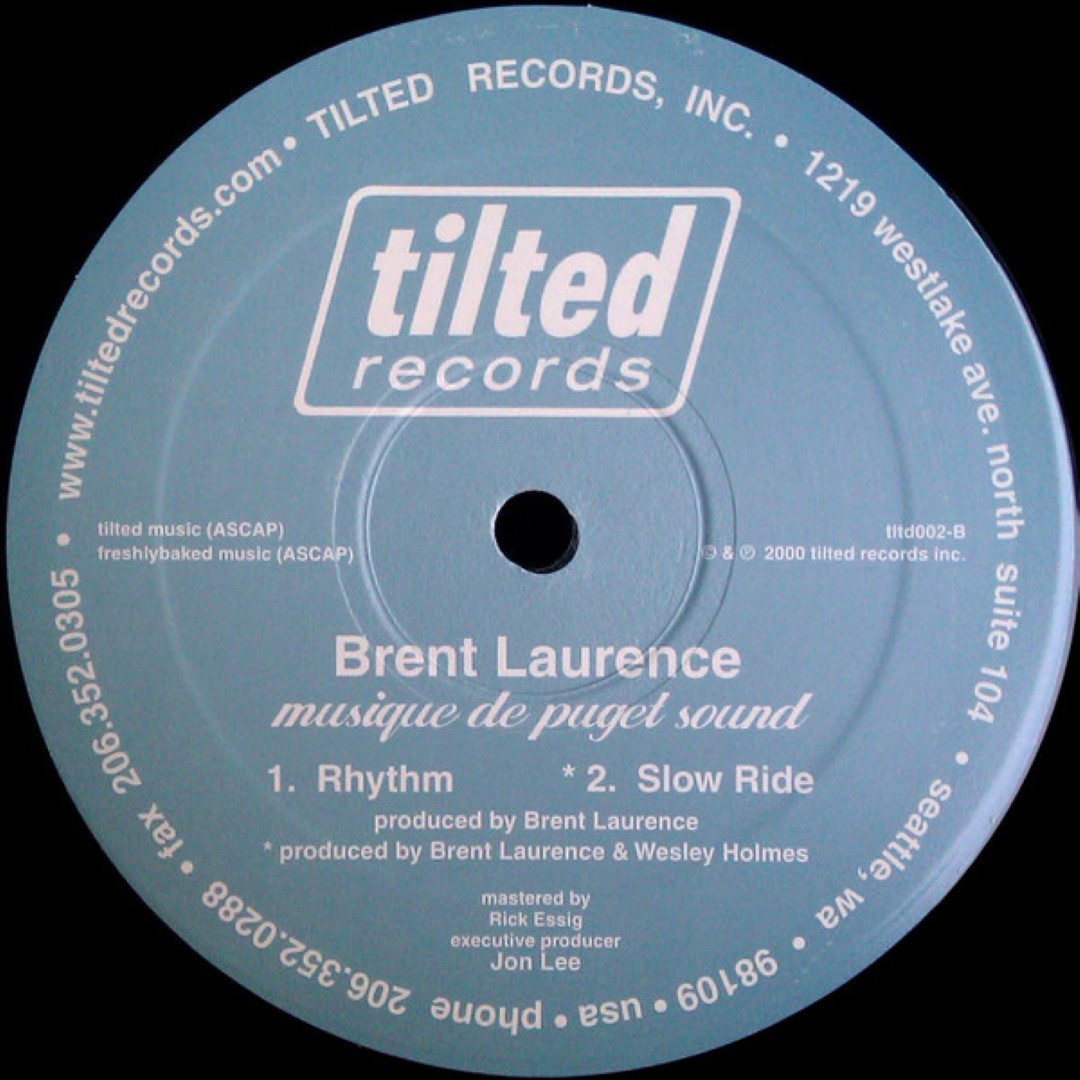 TILTED RECORDS, INC. • 1219 westlake ave. north suite 104 • seattle, wa • 98109 • usa • phone 206.352.0288 • fax 206.352.0305 • www.tiltedrecords.com •
tilted
records
tilted music (ASCAP)
freshlybaked music (ASCAP)
tltd002-B
© & ℗ 2000 tilted records inc.
Brent Laurence
musique de puget sound
1. Rhythm * 2. Slow Ride
produced by Brent Laurence
* produced by Brent Laurence & Wesley Holmes
mastered by
Rick Essig
executive producer
Jon Lee